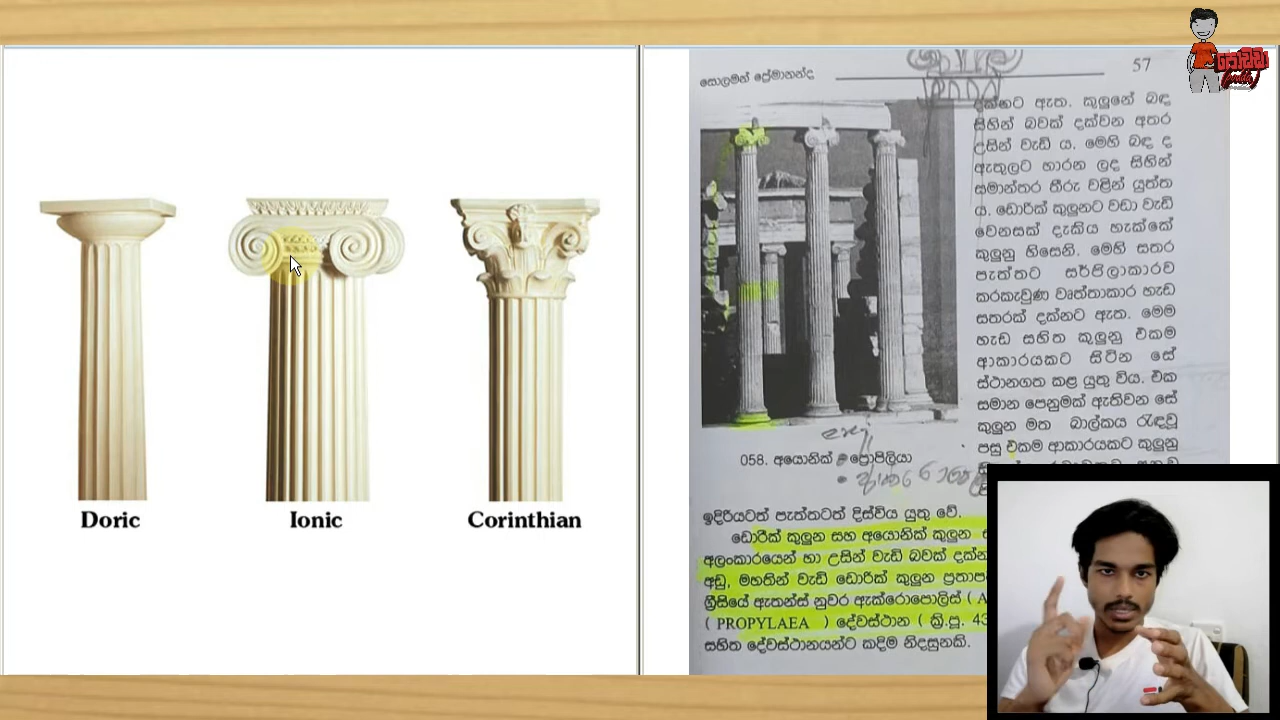 Doric
Ionic
Corinthian
පොඩ්ඩා
සොලමන් ප්‍රේමානන්ද
57
දක්නට ඇත. කුලුනේ බඳ
සිහින් බවක් දක්වන අතර
උසින් වැඩි ය. මෙහි බඳ ද
ඇතුලට හාරන ලද සිහින්
සමාන්තර තීරු වළින් යුත්ත
ය. ඩොරික් කුලුනට වඩා වැඩි
වෙනසක් දැකිය හැක්කේ
කුලුනු හිසෙනි. මෙහි සතර
පැත්තට සර්පිලාකාරව
කරකැවුණ වෘත්තාකාර හැඩ
සතරක් දක්නට ඇත. මෙම
හැඩ සහිත කුලුනු එකම
ආකාරයකට සිටින සේ
ස්ථානගත කළ යුතු විය. එක
සමාන පෙනුමක් ඇතිවන සේ
කුලුන මත බාල්කය රැඳවූ
පසු එකම ආකාරයකට කුලුනු
058. අයොනික් ප්‍රොපිලියා
ඉදිරියටත් පැත්තටත් දිස්විය යුතු වේ.
ඩොරික් කුලුන සහ අයොනික් කුලුන
අලංකාරයෙන් හා උසින් වැඩි බවක් දක්න
අඩු, මහතින් වැඩි ඩොරික් කුලුන ප්‍රතාප
ග්‍රීසියේ ඇතන්ස් නුවර ඇක්රොපොලිස් ( A
( PROPYLAEA ) දේවස්ථාන ( ක්‍රි.පූ. 43
සහිත දේවස්ථානයන්ට කදිම නිදසුනකි.